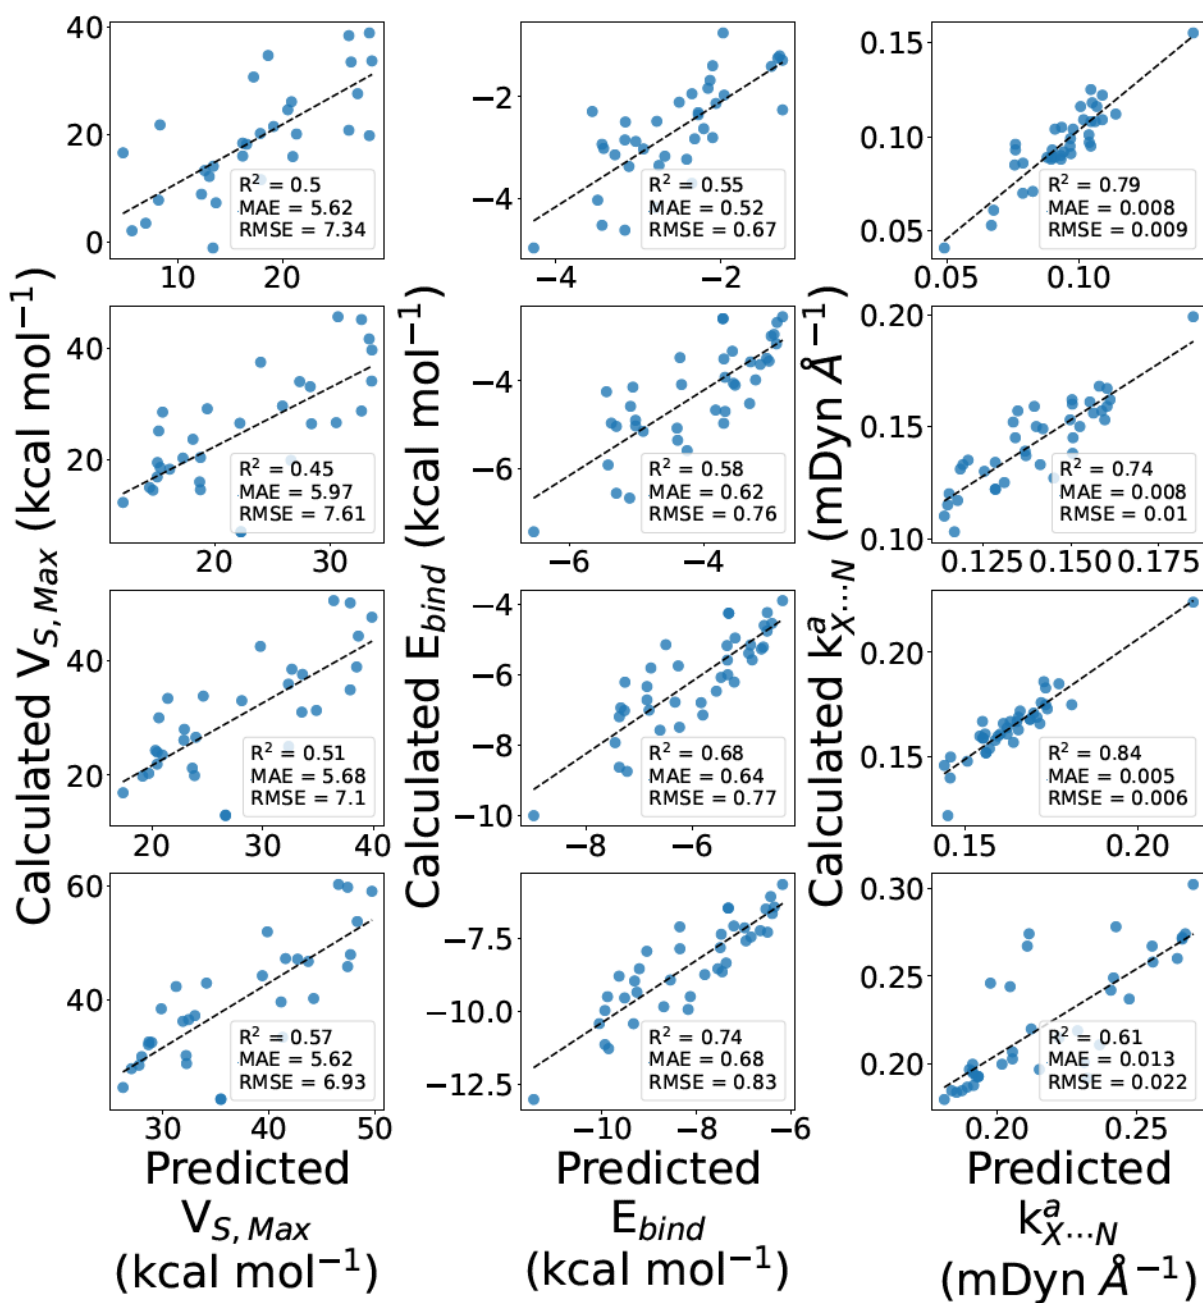 40
20
0
10
20
R² = 0.5
MAE = 5.62
RMSE = 7.34
−2
−4
−4
−2
R² = 0.55
MAE = 0.52
RMSE = 0.67
0.15
0.10
0.05
0.05
0.10
R² = 0.79
MAE = 0.008
RMSE = 0.009
40
20
20
30
R² = 0.45
MAE = 5.97
RMSE = 7.61
−4
−6
−6
−4
R² = 0.58
MAE = 0.62
RMSE = 0.76
0.20
0.15
0.10
0.125
0.150
0.175
R² = 0.74
MAE = 0.008
RMSE = 0.01
40
20
20
30
40
R² = 0.51
MAE = 5.68
RMSE = 7.1
−4
−6
−8
−10
−8
−6
R² = 0.68
MAE = 0.64
RMSE = 0.77
0.20
0.15
0.15
0.20
R² = 0.84
MAE = 0.005
RMSE = 0.006
60
40
30
40
50
R² = 0.57
MAE = 5.62
RMSE = 6.93
−7.5
−10.0
−12.5
−10
−8
−6
R² = 0.74
MAE = 0.68
RMSE = 0.83
0.30
0.25
0.20
0.20
0.25
R² = 0.61
MAE = 0.013
RMSE = 0.022
Calculated V_{S, Max} (kcal mol⁻¹)
Calculated E_{bind} (kcal mol⁻¹)
Calculated k^{a}_{X⋯N} (mDyn Å⁻¹)
Predicted
V_{S, Max}
(kcal mol⁻¹)
Predicted
E_{bind}
(kcal mol⁻¹)
Predicted
k^{a}_{X⋯N}
(mDyn Å⁻¹)